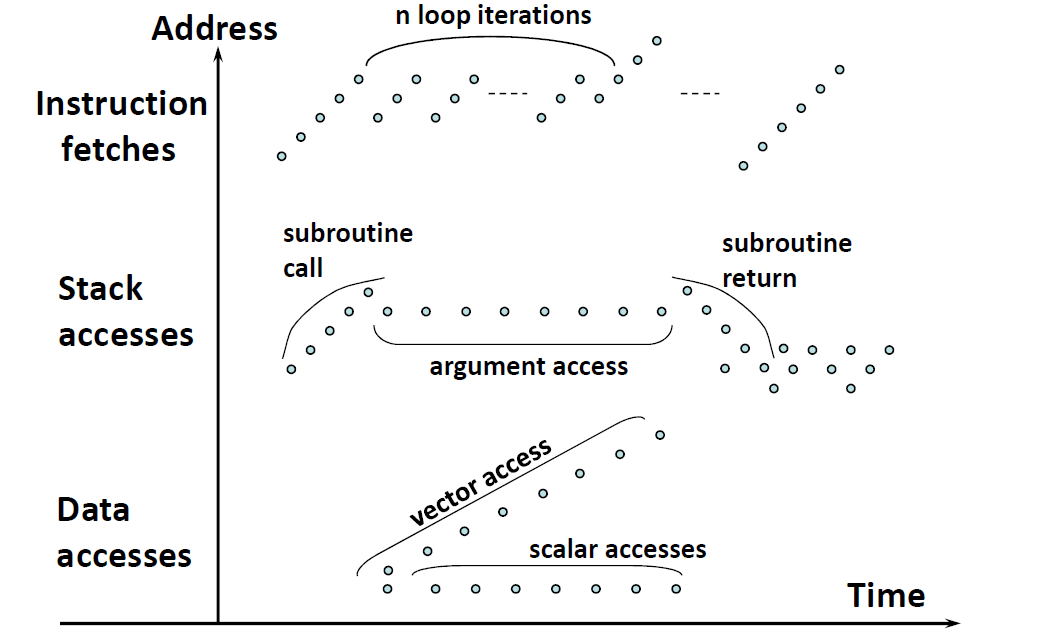 n loop iterations
Address
Instruction
fetches
subroutine
call
subroutine
return
Stack
accesses
argument access
vector access
Data
accesses
scalar accesses
Time